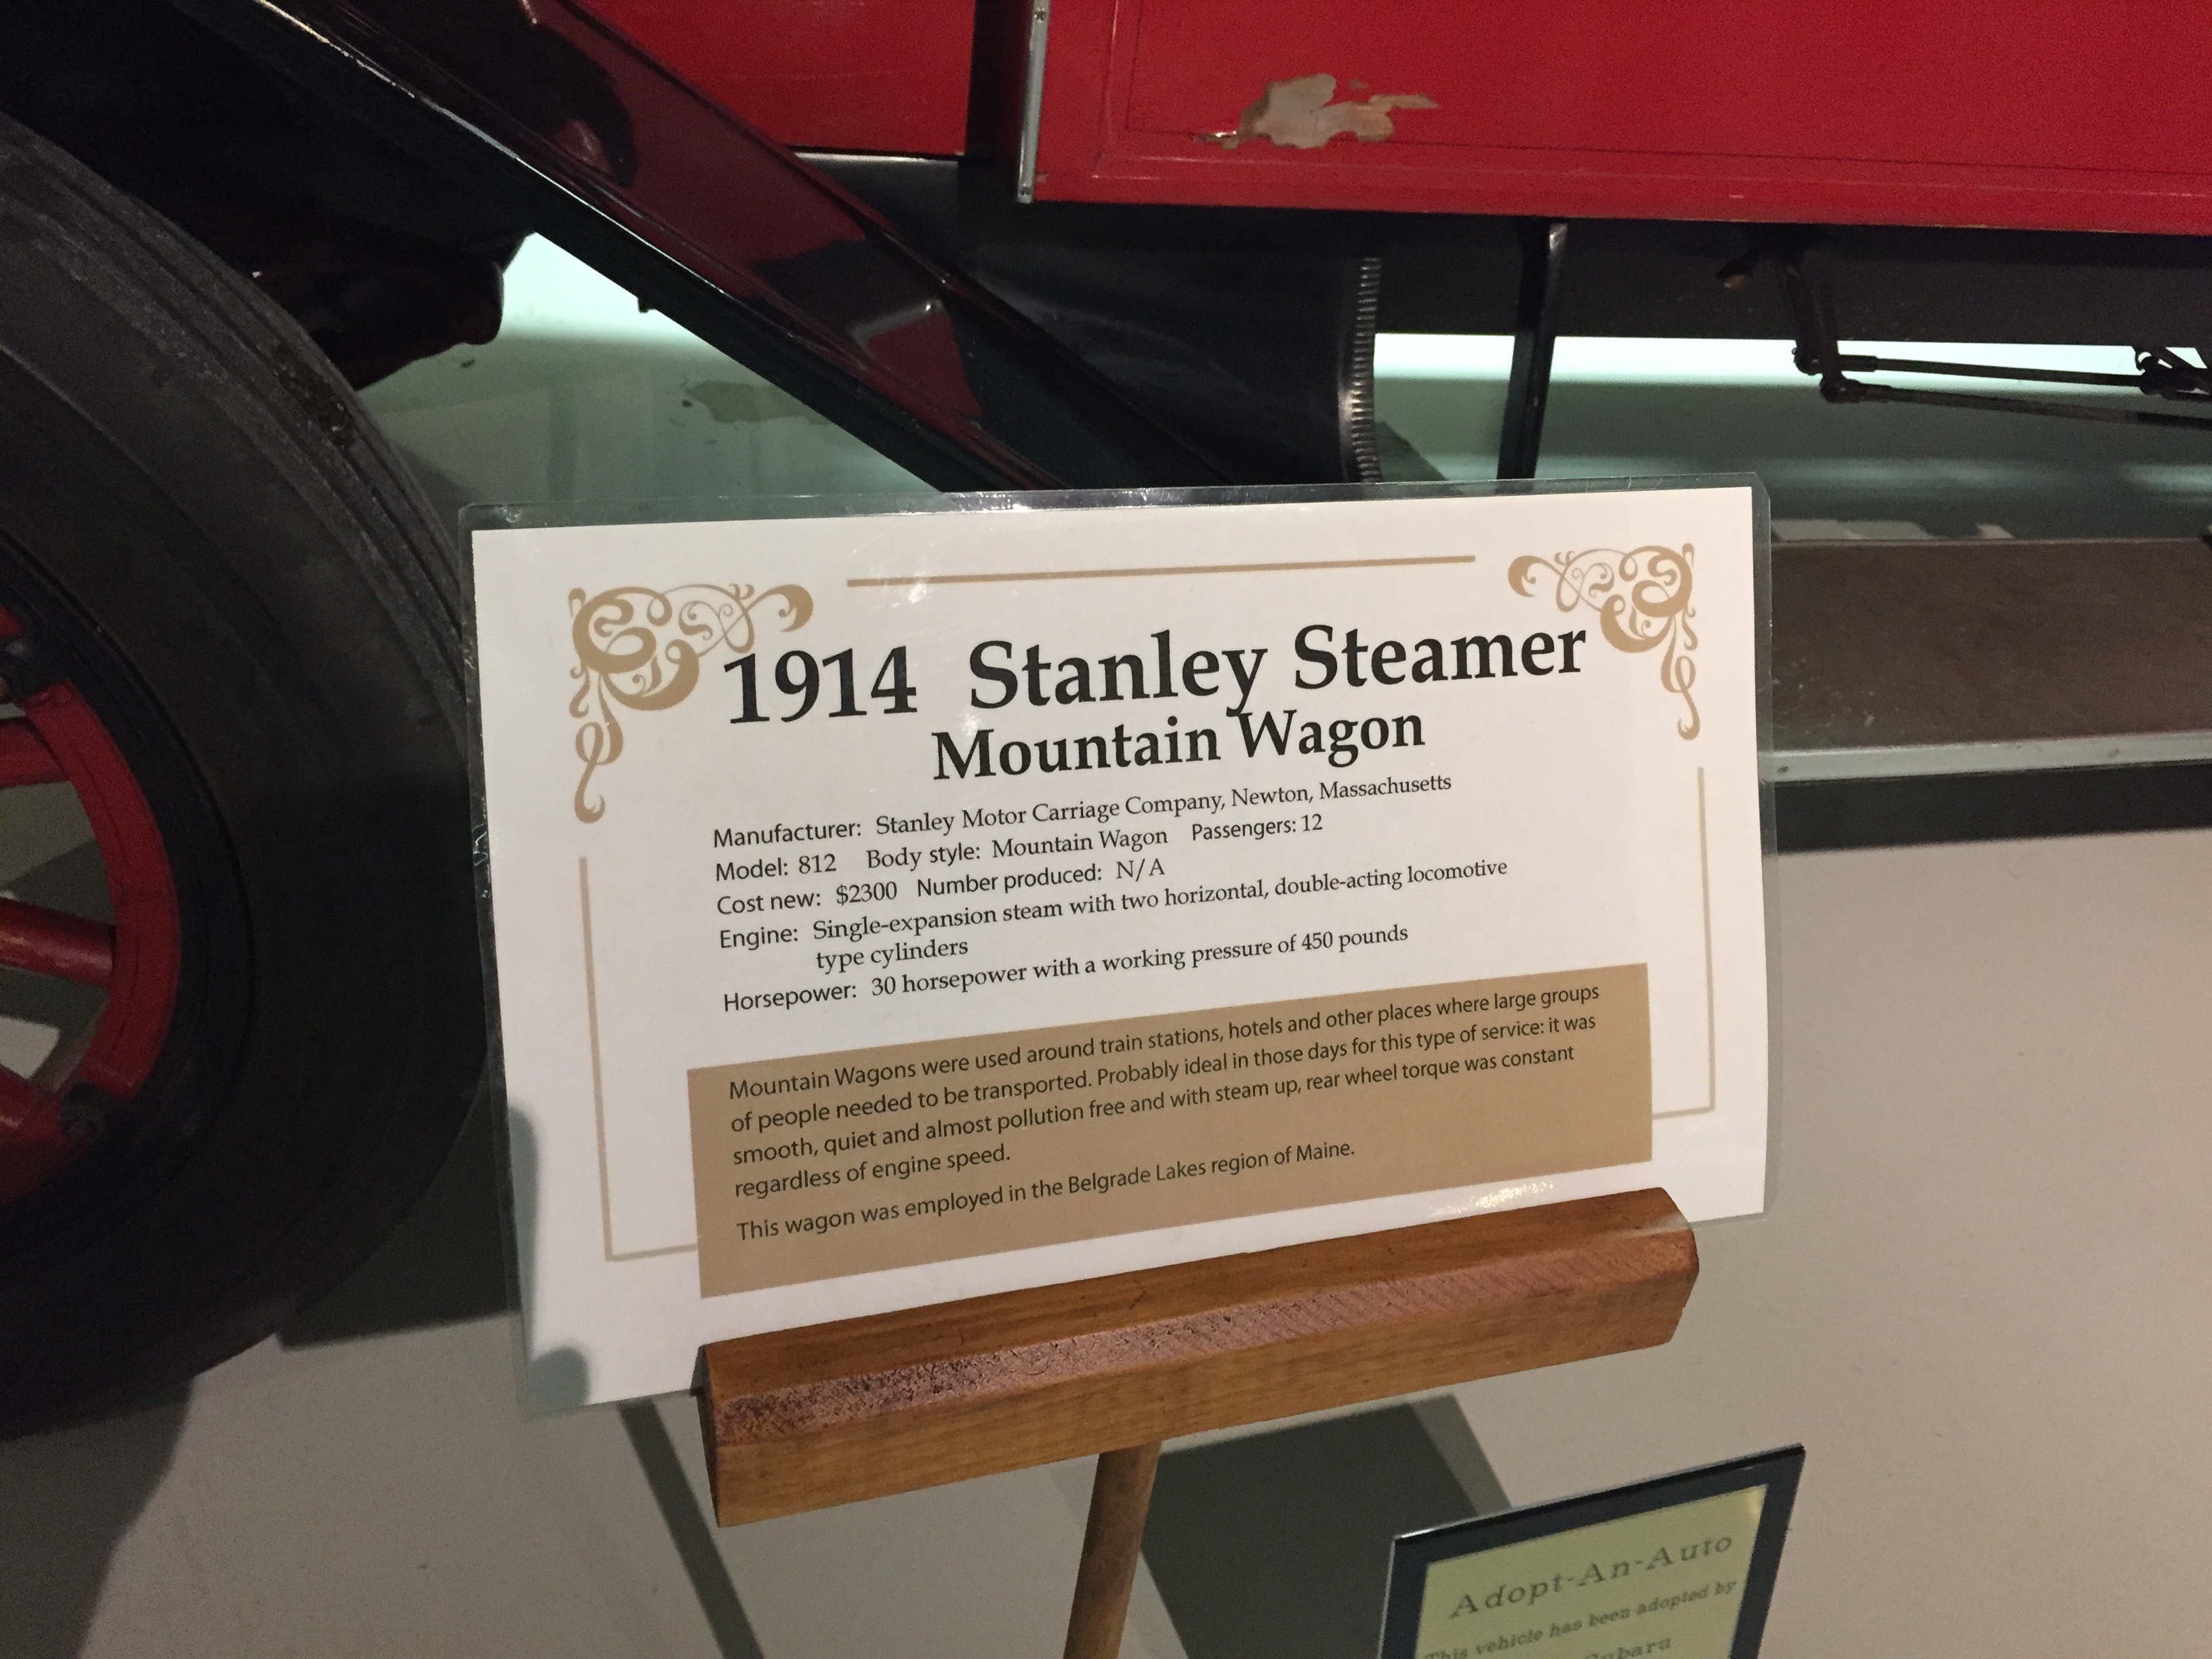 1914 Stanley Steamer
Mountain Wagon
Manufacturer: Stanley Motor Carriage Company, Newton, Massachusetts
Model: 812 Body style: Mountain Wagon Passengers: 12
Cost new: $2300 Number produced: N/A
Engine: Single-expansion steam with two horizontal, double-acting locomotive
type cylinders
Horsepower: 30 horsepower with a working pressure of 450 pounds
Mountain Wagons were used around train stations, hotels and other places where large groups
of people needed to be transported. Probably ideal in those days for this type of service: it was
smooth, quiet and almost pollution free and with steam up, rear wheel torque was constant
regardless of engine speed.
This wagon was employed in the Belgrade Lakes region of Maine.
Adopt-An-Auto
This vehicle has been adopted by